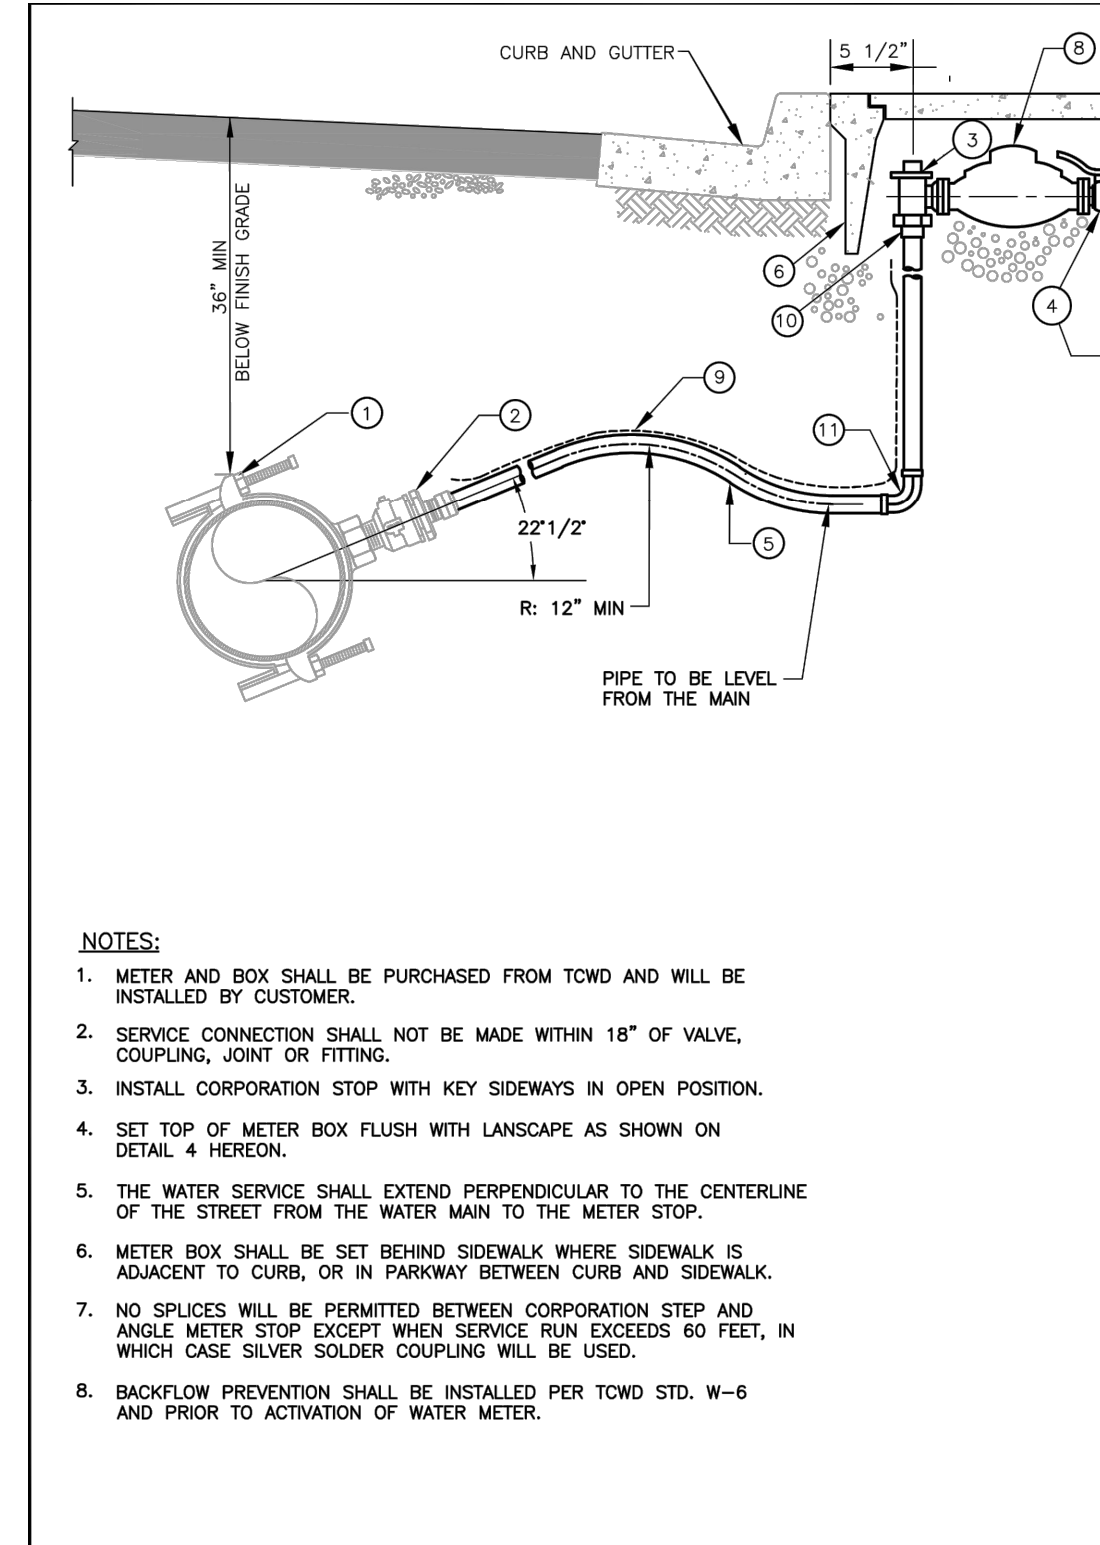 CURB AND GUTTER
5 1/2"
8
3
36" MIN
BELOW FINISH GRADE
6
10
4
1
2
9
11
22°1/2°
5
R: 12" MIN
PIPE TO BE LEVEL
FROM THE MAIN
NOTES:
1. METER AND BOX SHALL BE PURCHASED FROM TCWD AND WILL BE
INSTALLED BY CUSTOMER.
2. SERVICE CONNECTION SHALL NOT BE MADE WITHIN 18" OF VALVE,
COUPLING, JOINT OR FITTING.
3. INSTALL CORPORATION STOP WITH KEY SIDEWAYS IN OPEN POSITION.
4. SET TOP OF METER BOX FLUSH WITH LANSCAPE AS SHOWN ON
DETAIL 4 HEREON.
5. THE WATER SERVICE SHALL EXTEND PERPENDICULAR TO THE CENTERLINE
OF THE STREET FROM THE WATER MAIN TO THE METER STOP.
6. METER BOX SHALL BE SET BEHIND SIDEWALK WHERE SIDEWALK IS
ADJACENT TO CURB, OR IN PARKWAY BETWEEN CURB AND SIDEWALK.
7. NO SPLICES WILL BE PERMITTED BETWEEN CORPORATION STEP AND
ANGLE METER STOP EXCEPT WHEN SERVICE RUN EXCEEDS 60 FEET, IN
WHICH CASE SILVER SOLDER COUPLING WILL BE USED.
8. BACKFLOW PREVENTION SHALL BE INSTALLED PER TCWD STD. W-6
AND PRIOR TO ACTIVATION OF WATER METER.